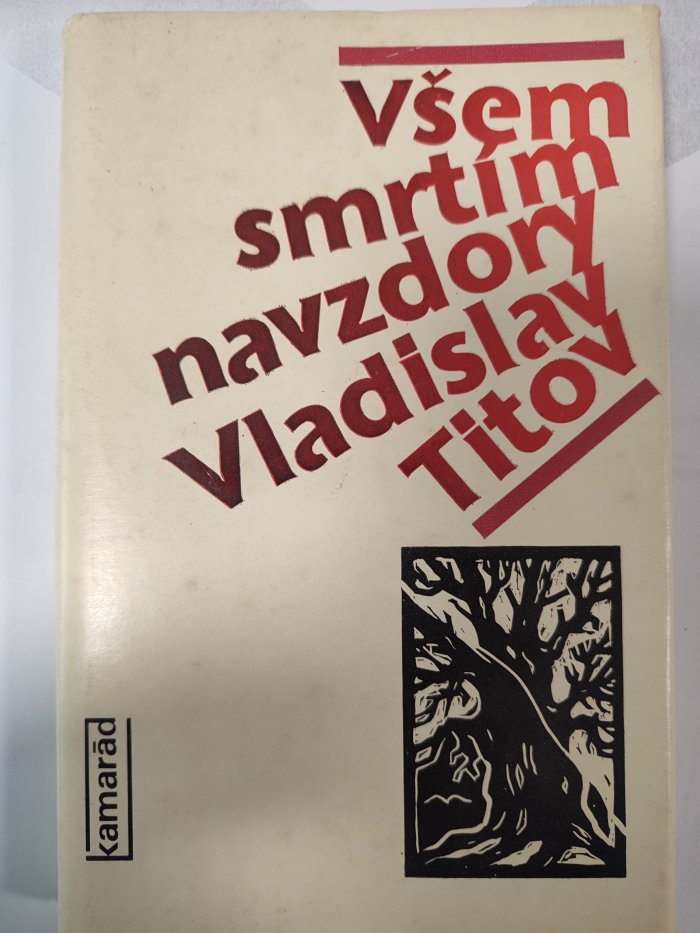 Všem
smrtím
navzdory
Vladislav
Titov
kamarád